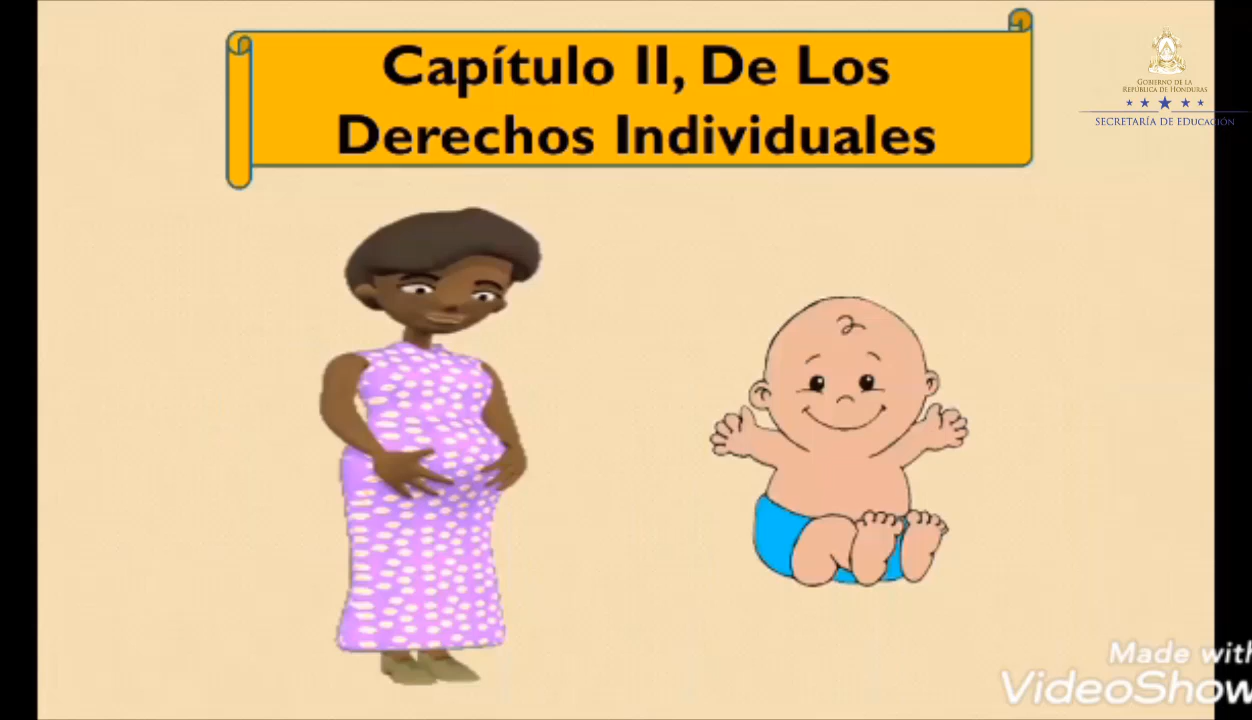 Capítulo II, De Los
Derechos Individuales
GOBIERNO DE LA
REPÚBLICA DE HONDURAS
SECRETARÍA DE EDUCACIÓN
Made with
VideoShow